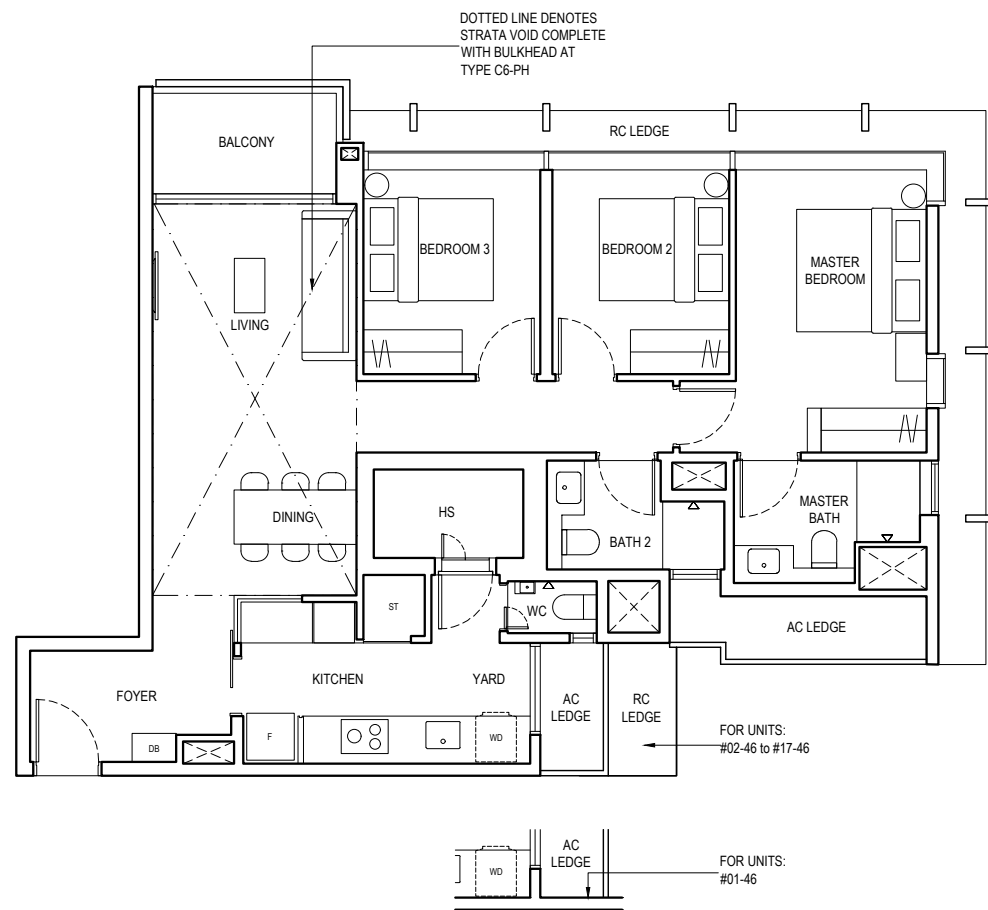 DOTTED LINE DENOTES
STRATA VOID COMPLETE
WITH BULKHEAD AT
TYPE C6-PH
BALCONY
RC LEDGE
BEDROOM 3
BEDROOM 2
MASTER
BEDROOM
LIVING
DINING
HS
BATH 2
MASTER
BATH
ST
WC
AC LEDGE
FOYER
KITCHEN
YARD
AC
LEDGE
RC
LEDGE
DB
F
WD
FOR UNITS:
#02-46 to #17-46
WD
AC
LEDGE
FOR UNITS:
#01-46